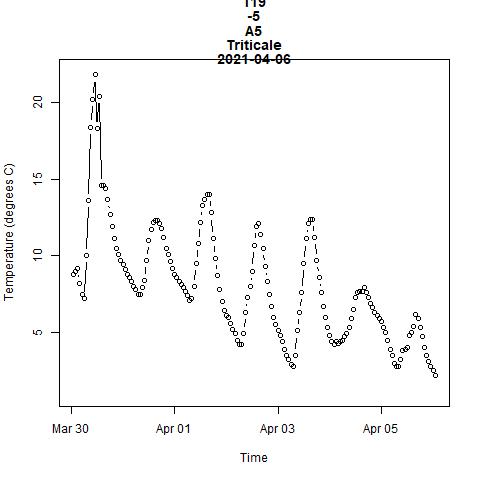 T19
-5
A5
Triticale
2021-04-06
Temperature (degrees C)
20
15
10
5
Mar 30
Apr 01
Apr 03
Apr 05
Time